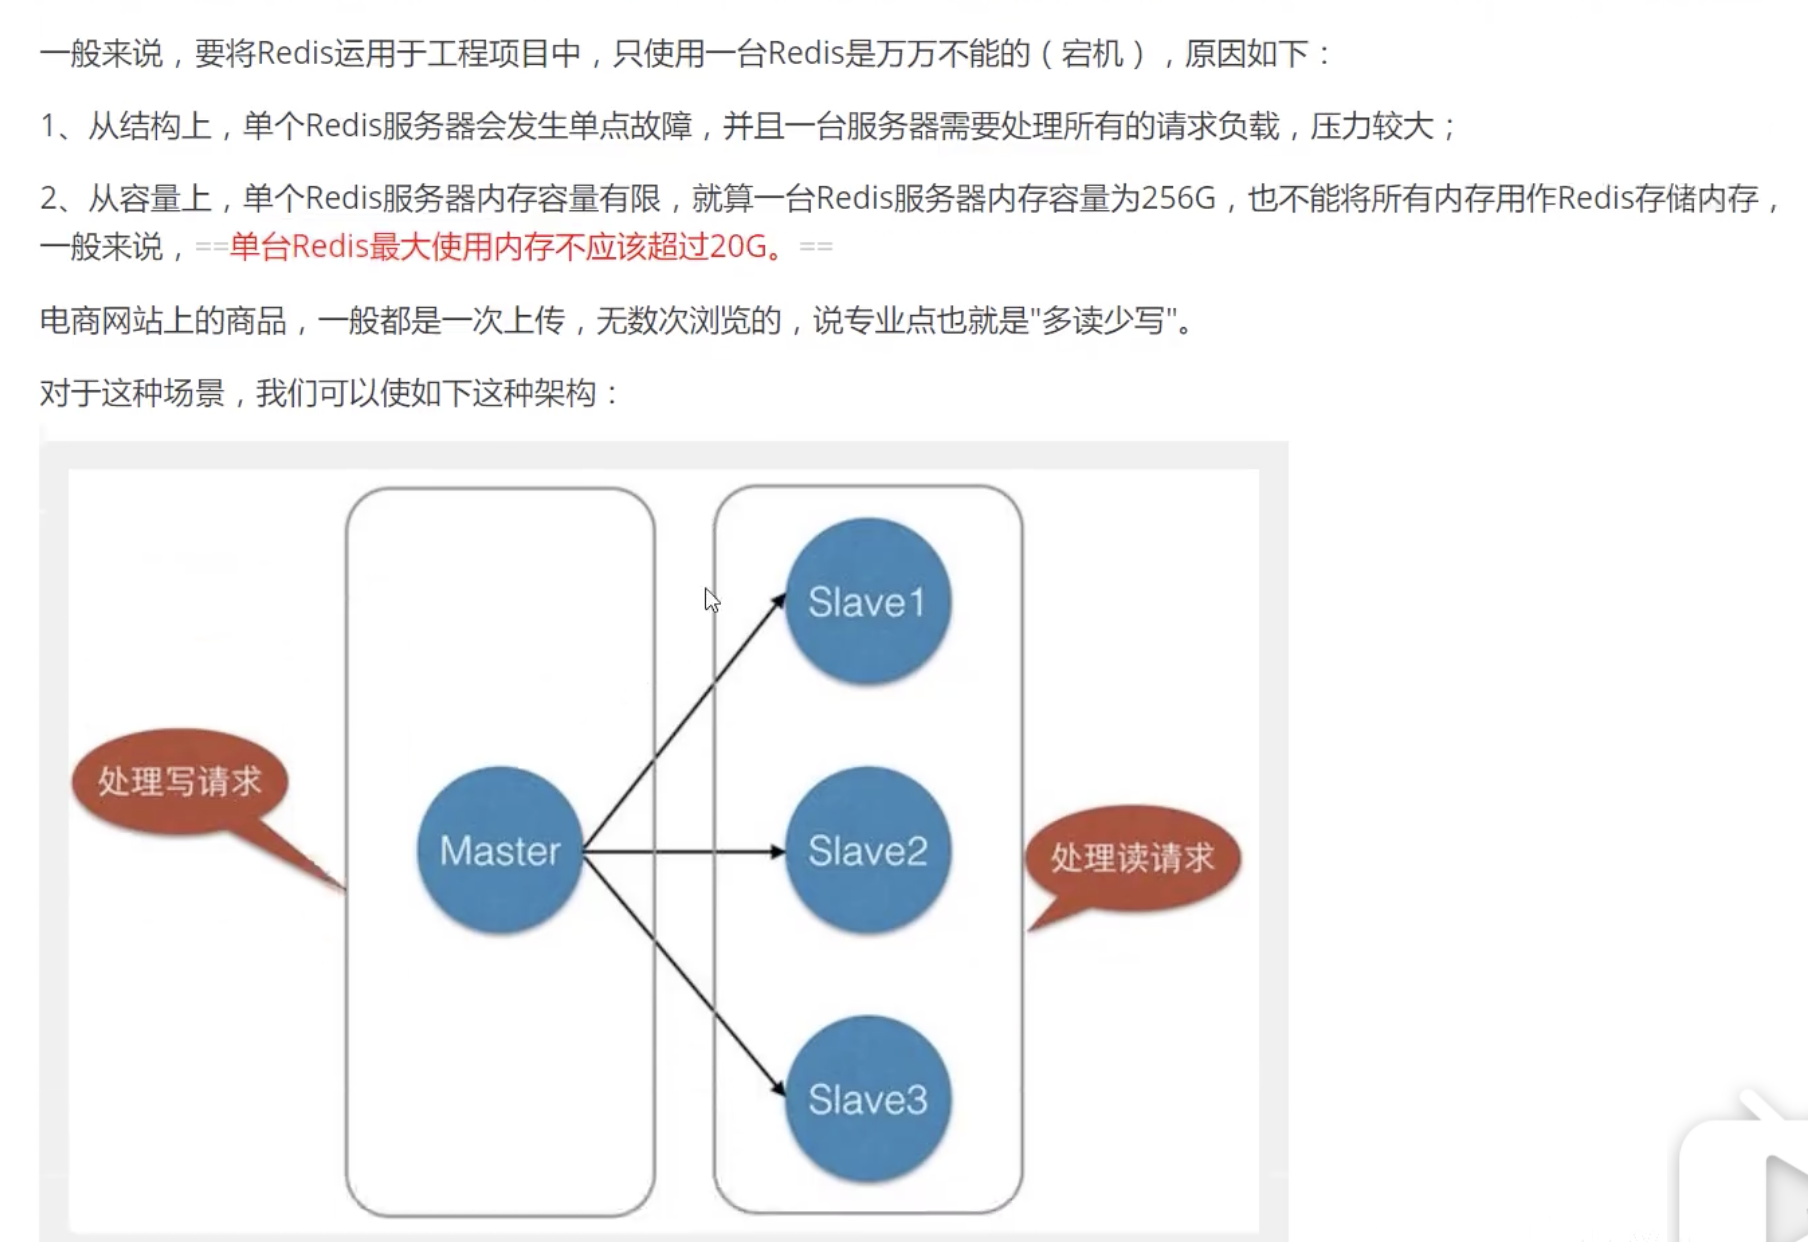 一般来说，要将Redis运用于工程项目中，只使用一台Redis是万万不能的（宕机），原因如下：
1、从结构上，单个Redis服务器会发生单点故障，并且一台服务器需要处理所有的请求负载，压力较大；
2、从容量上，单个Redis服务器内存容量有限，就算一台Redis服务器内存容量为256G，也不能将所有内存用作Redis存储内存，
一般来说，==单台Redis最大使用内存不应该超过20G。==
电商网站上的商品，一般都是一次上传，无数次浏览的，说专业点也就是"多读少写"。
对于这种场景，我们可以使如下这种架构：
Slave1
处理写请求
Master
Slave2
处理读请求
Slave3